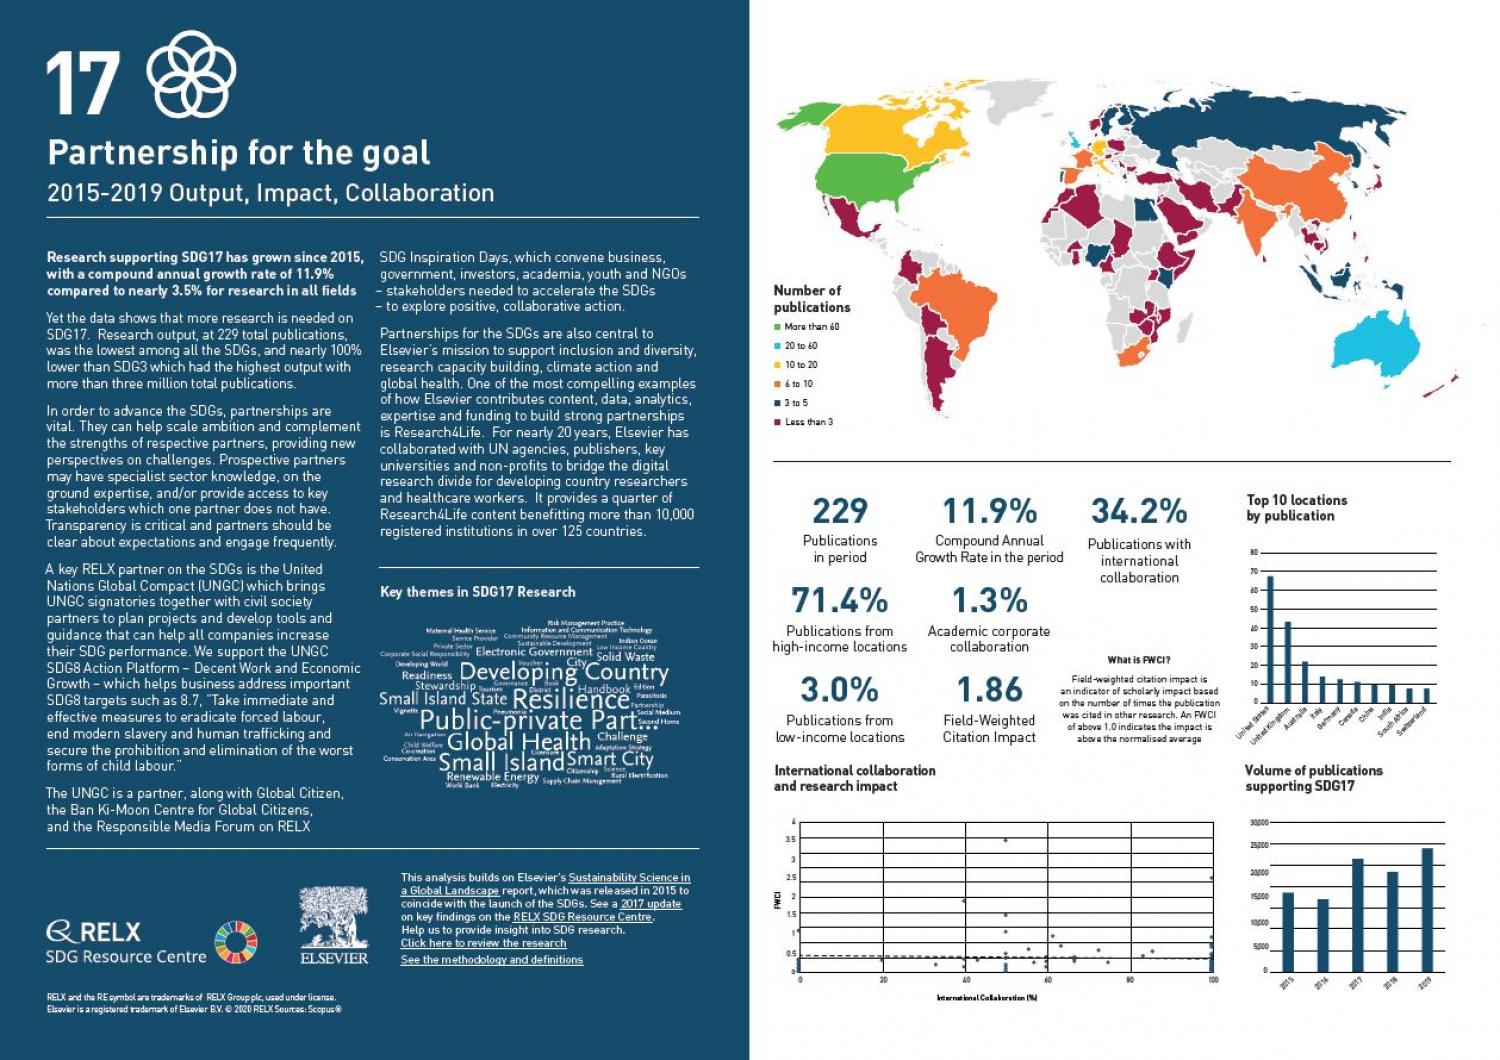 17
Partnership for the goal
2015-2019 Output, Impact, Collaboration
Research supporting SDG17 has grown since 2015,
with a compound annual growth rate of 11.9%
compared to nearly 3.5% for research in all fields
Yet the data shows that more research is needed on
SDG17. Research output, at 229 total publications,
was the lowest among all the SDGs, and nearly 100%
lower than SDG3 which had the highest output with
more than three million total publications.
In order to advance the SDGs, partnerships are
vital. They can help scale ambition and complement
the strengths of respective partners, providing new
perspectives on challenges. Prospective partners
may have specialist sector knowledge, on the
ground expertise, and/or provide access to key
stakeholders which one partner does not have.
Transparency is critical and partners should be
clear about expectations and engage frequently.
A key RELX partner on the SDGs is the United
Nations Global Compact (UNGC) which brings
UNGC signatories together with civil society
partners to plan projects and develop tools and
guidance that can help all companies increase
their SDG performance. We support the UNGC
SDG8 Action Platform – Decent Work and Economic
Growth – which helps business address important
SDG8 targets such as 8.7, “Take immediate and
effective measures to eradicate forced labour,
end modern slavery and human trafficking and
secure the prohibition and elimination of the worst
forms of child labour.”
The UNGC is a partner, along with Global Citizen,
the Ban Ki-Moon Centre for Global Citizens,
and the Responsible Media Forum on RELX
SDG Inspiration Days, which convene business,
government, investors, academia, youth and NGOs
– stakeholders needed to accelerate the SDGs
– to explore positive, collaborative action.
Partnerships for the SDGs are also central to
Elsevier’s mission to support inclusion and diversity,
research capacity building, climate action and
global health. One of the most compelling examples
of how Elsevier contributes content, data, analytics,
expertise and funding to build strong partnerships
is Research4Life. For nearly 20 years, Elsevier has
collaborated with UN agencies, publishers, key
universities and non-profits to bridge the digital
research divide for developing country researchers
and healthcare workers. It provides a quarter of
Research4Life content benefitting more than 10,000
registered institutions in over 125 countries.
Key themes in SDG17 Research
Risk Management Practice
Maternal Health Service Information and Communication Technology
Service Provider Community Resource Management
Private Sector Sustainable Development Indian Ocean
Corporate Social Responsibility Electronic Government Low Income Country
Developing World Voucher City Solid Waste
Readiness Developing Country
Stewardship Governance Book Edition
Tourism District Handbook Parasitosis
Small Island State Resilience Partnership
Vignette Pneumonia Social Medium
Public-private Part... Second Homs
Air Navigation Challenge
Child Welfare Global Health Adaptation Strategy
Co-creation Licensure
Conservation Area Small Island Smart City
Citizenship Science
Renewable Energy Supply Chain Management Rural Electrification
World Bank Electricity
This analysis builds on Elsevier’s Sustainability Science in
a Global Landscape report, which was released in 2015 to
coincide with the launch of the SDGs. See a 2017 update
on key findings on the RELX SDG Resource Centre.
Help us to provide insight into SDG research.
Click here to review the research
See the methodology and definitions
RELX
SDG Resource Centre
ELSEVIER
RELX and the RE symbol are trademarks of RELX Group plc, used under license.
Elsevier is a registered trademark of Elsevier B.V. © 2020 RELX Sources: Scopus®
Number of
publications
More than 60
20 to 60
10 to 20
6 to 10
3 to 5
Less than 3
229
Publications
in period
11.9%
Compound Annual
Growth Rate in the period
34.2%
Publications with
international
collaboration
71.4%
Publications from
high-income locations
1.3%
Academic corporate
collaboration
3.0%
Publications from
low-income locations
1.86
Field-Weighted
Citation Impact
What is FWCI?
Field-weighted citation impact is
an indicator of scholarly impact based
on the number of times the publication
was cited in other research. An FWCI
of above 1.0 indicates the impact is
above the normalised average
Top 10 locations
by publication
80
70
60
50
40
30
20
10
0
United States
United Kingdom
Australia
Italy
Germany
Canada
China
India
South Africa
Switzerland
International collaboration
and research impact
4
3.5
3
2.5
2
1.5
1
0.5
0
FWCI
0 20 40 60 80 100
International Collaboration (%)
Volume of publications
supporting SDG17
30,000
25,000
20,000
15,000
10,000
5,000
0
2015
2016
2017
2018
2019